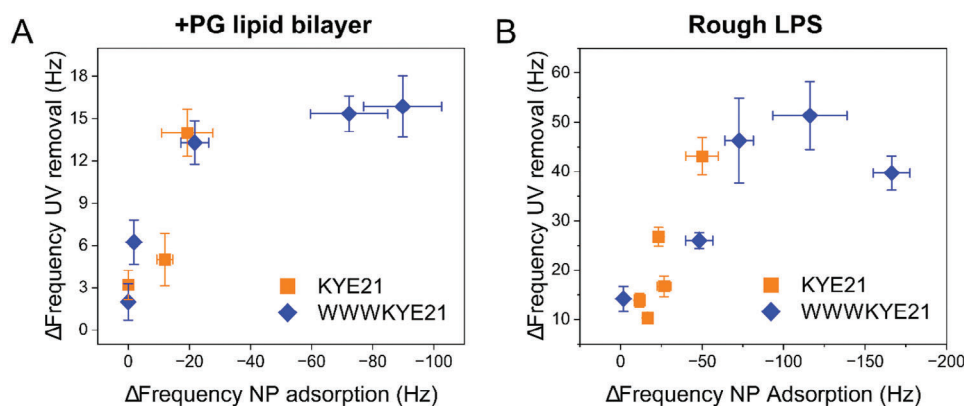 A
+PG lipid bilayer
ΔFrequency UV removal (Hz)
18
15
12
9
6
3
0
KYE21
WWWKYE21
0 −20 −40 −60 −80 −100
ΔFrequency NP adsorption (Hz)
B
Rough LPS
ΔFrequency UV removal (Hz)
60
50
40
30
20
10
KYE21
WWWKYE21
0 −50 −100 −150 −200
ΔFrequency NP Adsorption (Hz)